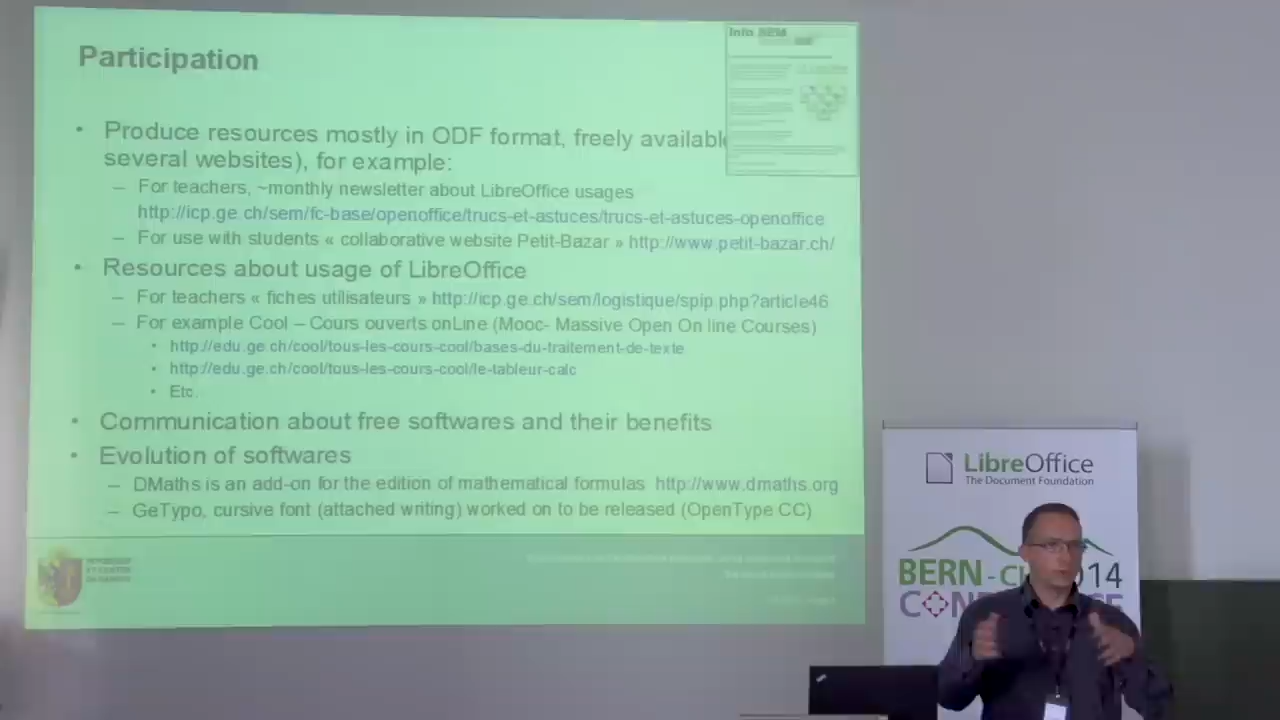 Participation
Info SEM
• Produce resources mostly in ODF format, freely available
several websites), for example:
– For teachers, ~monthly newsletter about LibreOffice usages
http://icp.ge.ch/sem/fc-base/openoffice/trucs-et-astuces/trucs-et-astuces-openoffice
– For use with students « collaborative website Petit-Bazar » http://www.petit-bazar.ch/
• Resources about usage of LibreOffice
– For teachers « fiches utilisateurs » http://icp.ge.ch/sem/logistique/spip.php?article46
– For example Cool – Cours ouverts onLine (Mooc- Massive Open On line Courses)
• http://edu.ge.ch/cool/tous-les-cours-cool/bases-du-traitement-de-texte
• http://edu.ge.ch/cool/tous-les-cours-cool/le-tableur-calc
• Etc.
• Communication about free softwares and their benefits
• Evolution of softwares
– DMaths is an add-on for the edition of mathematical formulas http://www.dmaths.org
– GeTypo, cursive font (attached writing) worked on to be released (OpenType CC)
LibreOffice
The Document Foundation
BERN